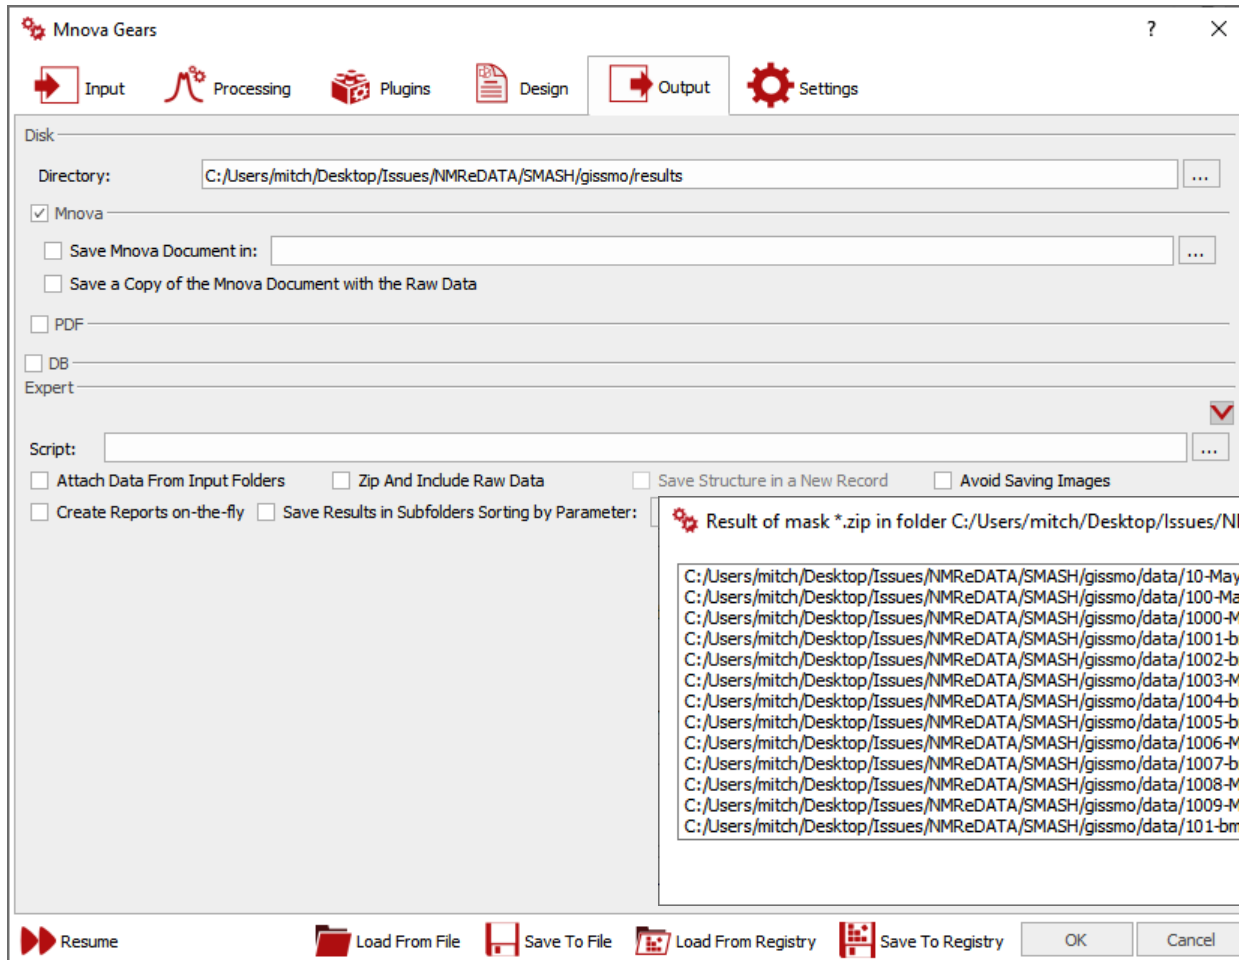 Mnova Gears ?
Input Processing Plugins Design Output Settings
Disk
Directory: C:/Users/mitch/Desktop/Issues/NMReDATA/SMASH/gissmo/results ...
Mnova
Save Mnova Document in: ...
Save a Copy of the Mnova Document with the Raw Data
PDF
DB
Expert
Script: ...
Attach Data From Input Folders Zip And Include Raw Data Save Structure in a New Record Avoid Saving Images
Create Reports on-the-fly Save Results in Subfolders Sorting by Parameter:
Result of mask *.zip in folder C:/Users/mitch/Desktop/Issues/N
C:/Users/mitch/Desktop/Issues/NMReDATA/SMASH/gissmo/data/10-May
C:/Users/mitch/Desktop/Issues/NMReDATA/SMASH/gissmo/data/100-Ma
C:/Users/mitch/Desktop/Issues/NMReDATA/SMASH/gissmo/data/1000-M
C:/Users/mitch/Desktop/Issues/NMReDATA/SMASH/gissmo/data/1001-b
C:/Users/mitch/Desktop/Issues/NMReDATA/SMASH/gissmo/data/1002-b
C:/Users/mitch/Desktop/Issues/NMReDATA/SMASH/gissmo/data/1003-M
C:/Users/mitch/Desktop/Issues/NMReDATA/SMASH/gissmo/data/1004-b
C:/Users/mitch/Desktop/Issues/NMReDATA/SMASH/gissmo/data/1005-b
C:/Users/mitch/Desktop/Issues/NMReDATA/SMASH/gissmo/data/1006-M
C:/Users/mitch/Desktop/Issues/NMReDATA/SMASH/gissmo/data/1007-b
C:/Users/mitch/Desktop/Issues/NMReDATA/SMASH/gissmo/data/1008-M
C:/Users/mitch/Desktop/Issues/NMReDATA/SMASH/gissmo/data/1009-M
C:/Users/mitch/Desktop/Issues/NMReDATA/SMASH/gissmo/data/101-bm
Resume Load From File Save To File Load From Registry Save To Registry OK Cancel